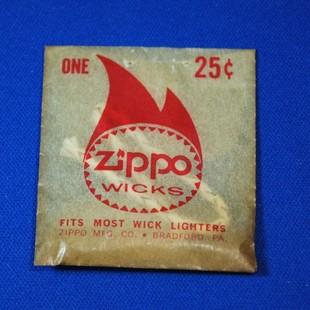 ONE 25¢
Zippo
WICKS
FITS MOST WICK LIGHTERS
ZIPPO MFG. CO. • BRADFORD, PA.